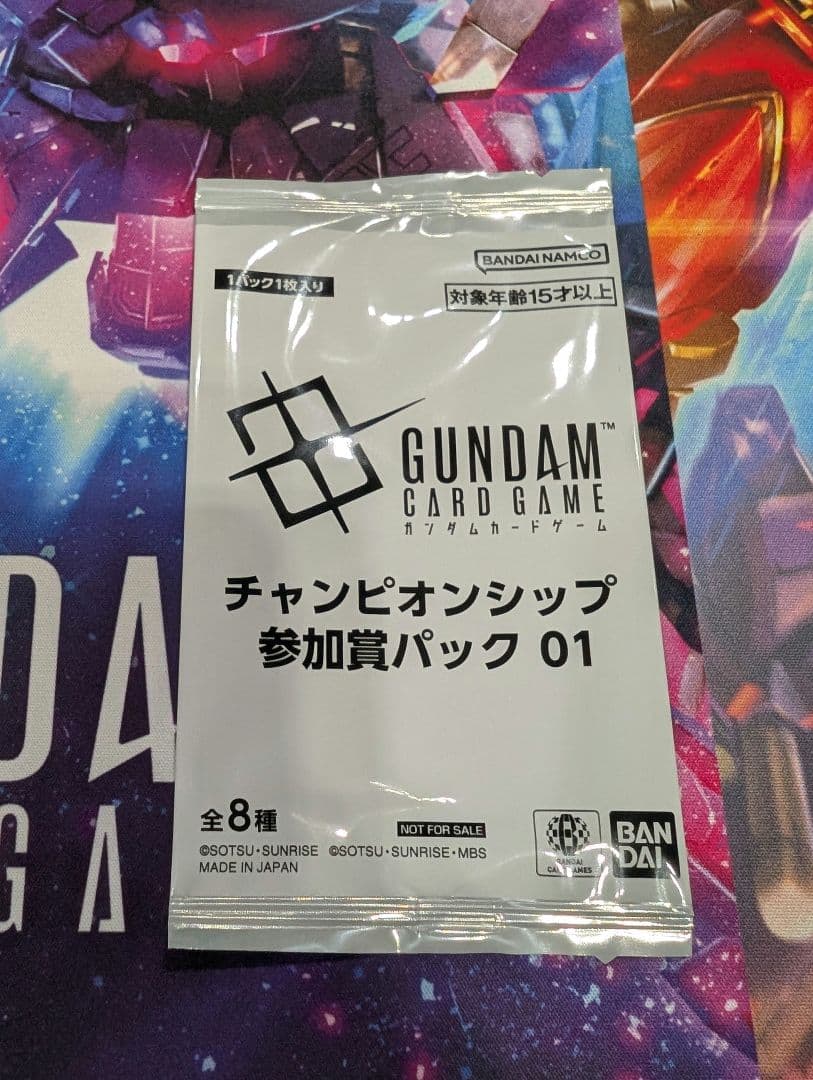 BANDAI NAMCO
1パック1枚入り
対象年齢15才以上
GUNDAM™
CARD GAME
ガンダムカードゲーム
チャンピオンシップ
参加賞パック 01
全8種
NOT FOR SALE
©SOTSU・SUNRISE ©SOTSU・SUNRISE・MBS
MADE IN JAPAN
BANDAI
CARD GAMES
BAN
DAI
DA
GA